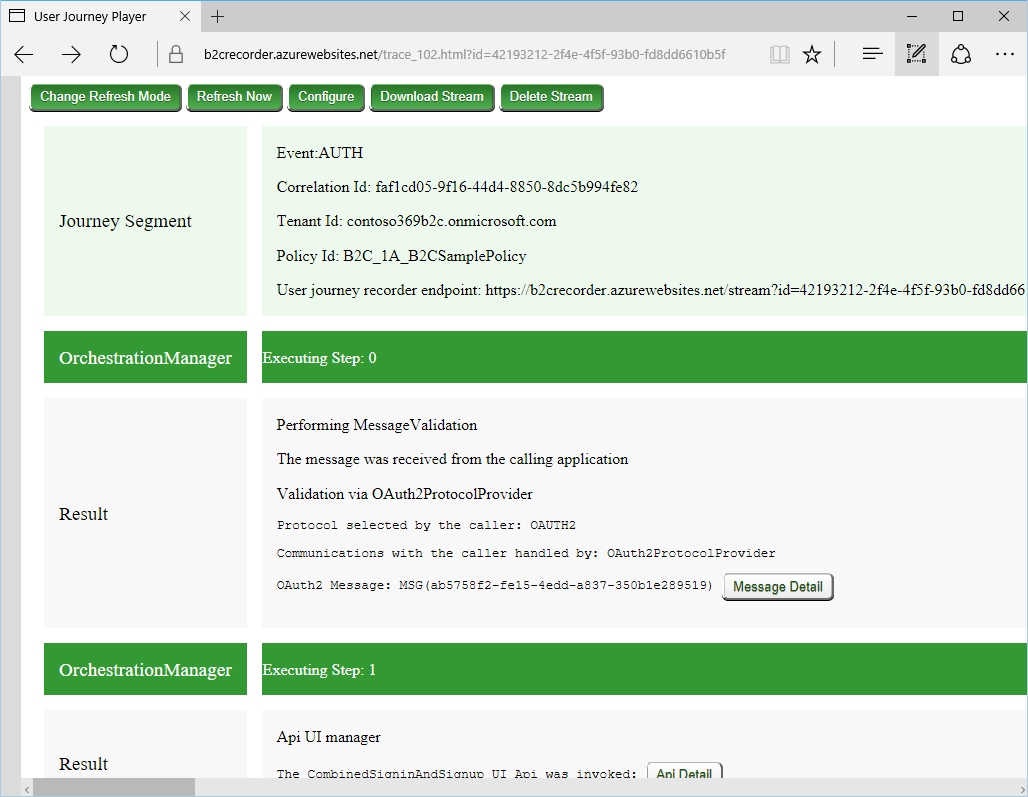 User Journey Player
b2crecorder.azurewebsites.net/trace_102.html?id=42193212-2f4e-4f5f-93b0-fd8dd6610b5f
Change Refresh Mode Refresh Now Configure Download Stream Delete Stream
Journey Segment
Event:AUTH
Correlation Id: faf1cd05-9f16-44d4-8850-8dc5b994fe82
Tenant Id: contoso369b2c.onmicrosoft.com
Policy Id: B2C_1A_B2CSamplePolicy
User journey recorder endpoint: https://b2crecorder.azurewebsites.net/stream?id=42193212-2f4e-4f5f-93b0-fd8dd66
OrchestrationManager Executing Step: 0
Result
Performing MessageValidation
The message was received from the calling application
Validation via OAuth2ProtocolProvider
Protocol selected by the caller: OAUTH2
Communications with the caller handled by: OAuth2ProtocolProvider
OAuth2 Message: MSG(ab5758f2-fe15-4edd-a837-350b1e289519) Message Detail
OrchestrationManager Executing Step: 1
Result
Api UI manager
The CombinedSigninAndSignup UI Api was invoked: Api Detail